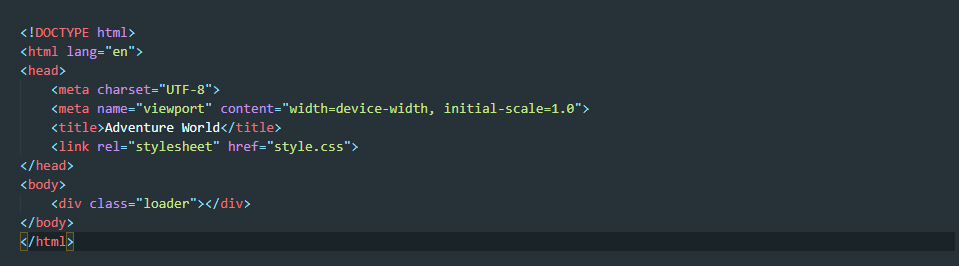 <!DOCTYPE html>
<html lang="en">
<head>
    <meta charset="UTF-8">
    <meta name="viewport" content="width=device-width, initial-scale=1.0">
    <title>Adventure World</title>
    <link rel="stylesheet" href="style.css">
</head>
<body>
    <div class="loader"></div>
</body>
</html>